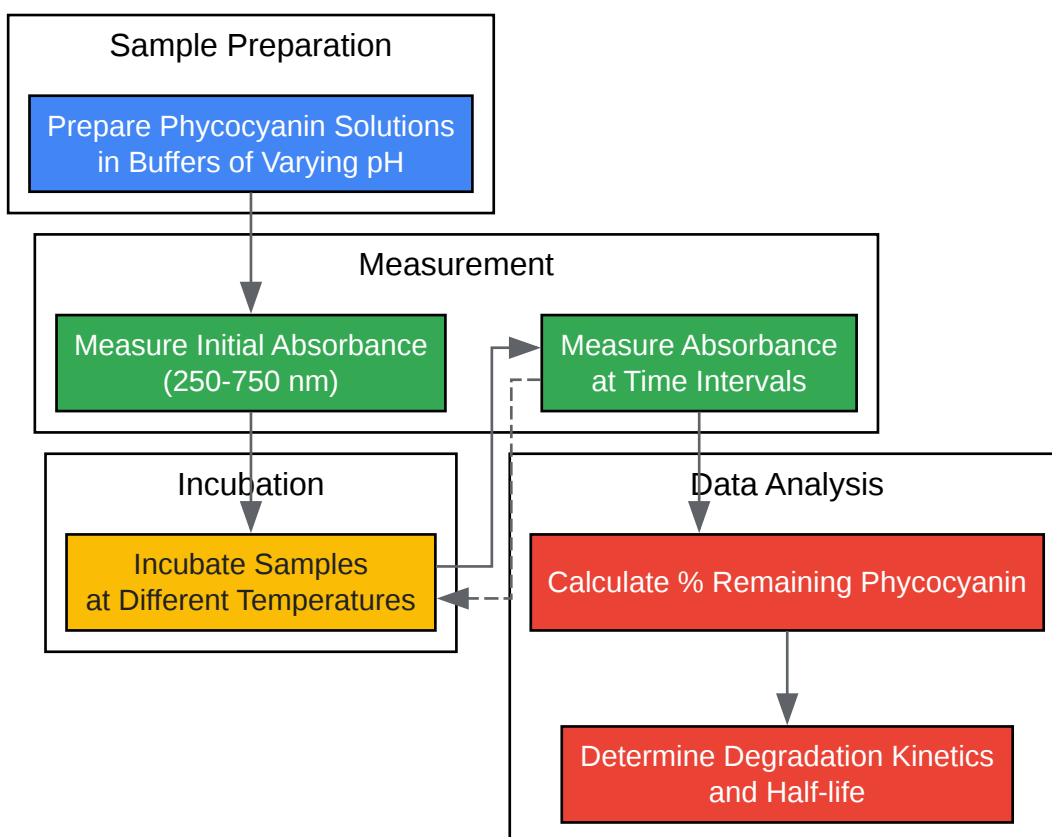 Sample Preparation
Prepare Phycocyanin Solutions
in Buffers of Varying pH
Measurement
Measure Initial Absorbance
(250-750 nm)
Measure Absorbance
at Time Intervals
Incubation
Incubate Samples
at Different Temperatures
Data Analysis
Calculate % Remaining Phycocyanin
Determine Degradation Kinetics
and Half-life